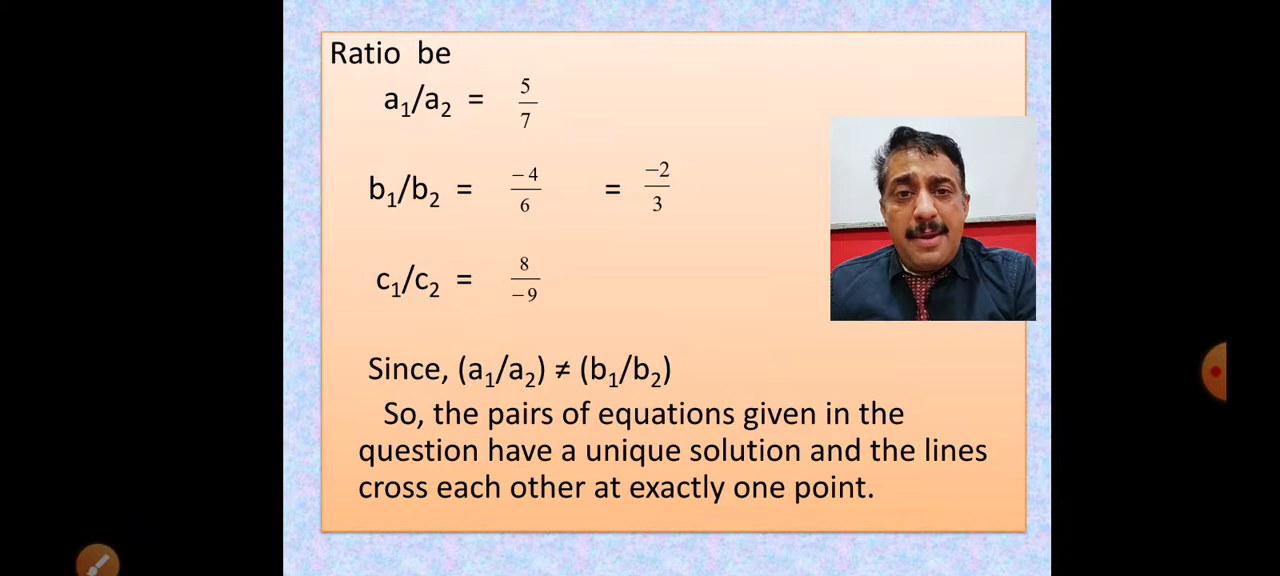 Ratio be
a₁/a₂ = 5/7
b₁/b₂ = −4/6 = −2/3
c₁/c₂ = 8/−9
Since, (a₁/a₂) ≠ (b₁/b₂)
So, the pairs of equations given in the
question have a unique solution and the lines
cross each other at exactly one point.